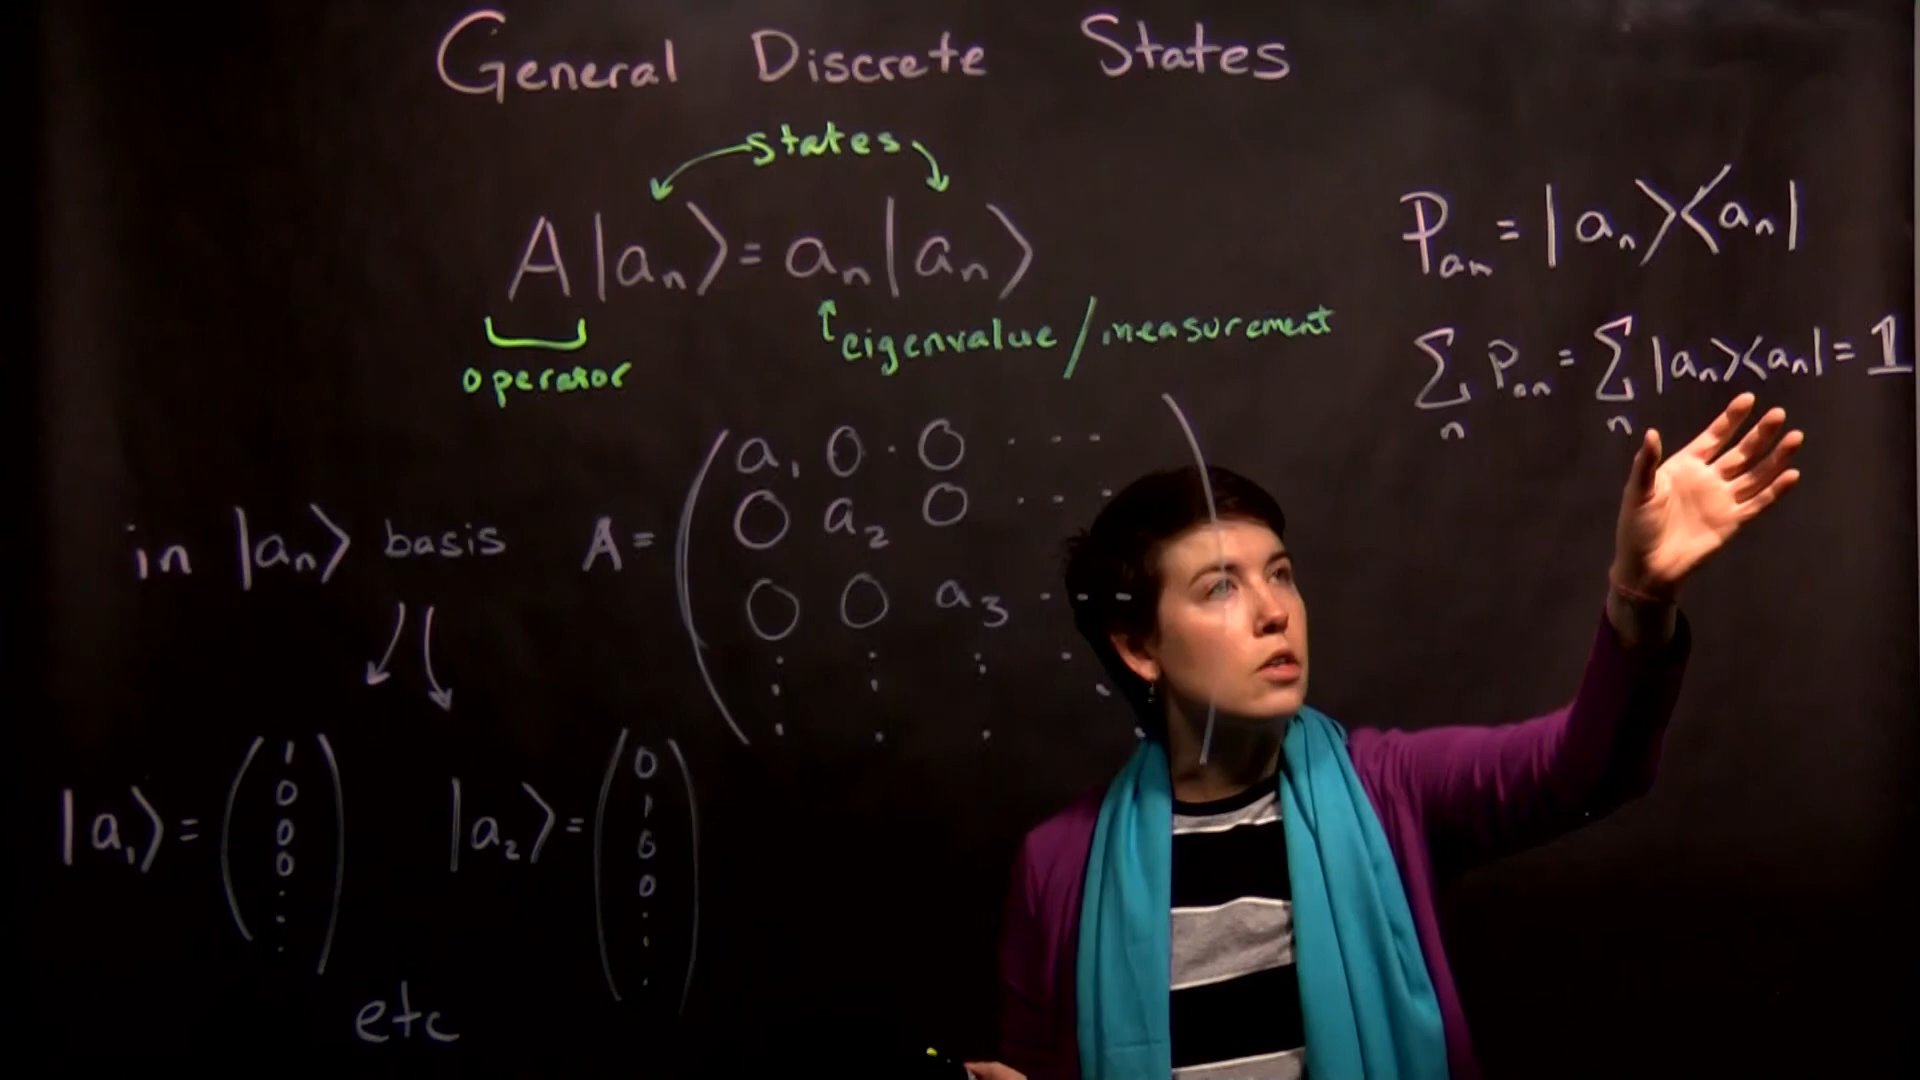 General Discrete States
states
A|aₙ⟩ = aₙ|aₙ⟩
operator
eigenvalue/measurement
Pₐₙ = |aₙ⟩⟨aₙ|
∑ₙ Pₐₙ = ∑ₙ |aₙ⟩⟨aₙ| = 𝟙
in |aₙ⟩ basis
A = ( a₁ 0 · 0 · - - -
0 a₂ 0 · - - -
0 0 a₃ - - - -
⋮ ⋮ ⋮ ⋱ )
|a₁⟩ = ( 1 0 0 0 ⋮ )
|a₂⟩ = ( 0 1 0 0 ⋮ )
etc